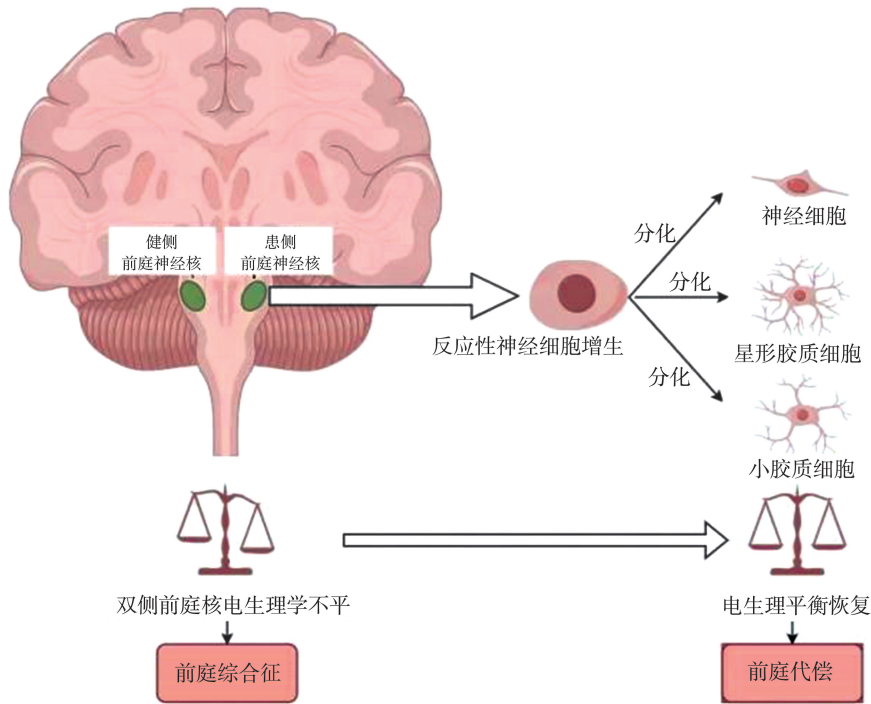 健侧
前庭神经核
患侧
前庭神经核
分化
神经细胞
分化
星形胶质细胞
反应性神经细胞增生
分化
小胶质细胞
双侧前庭核电生理学不平
电生理平衡恢复
前庭综合征
前庭代偿